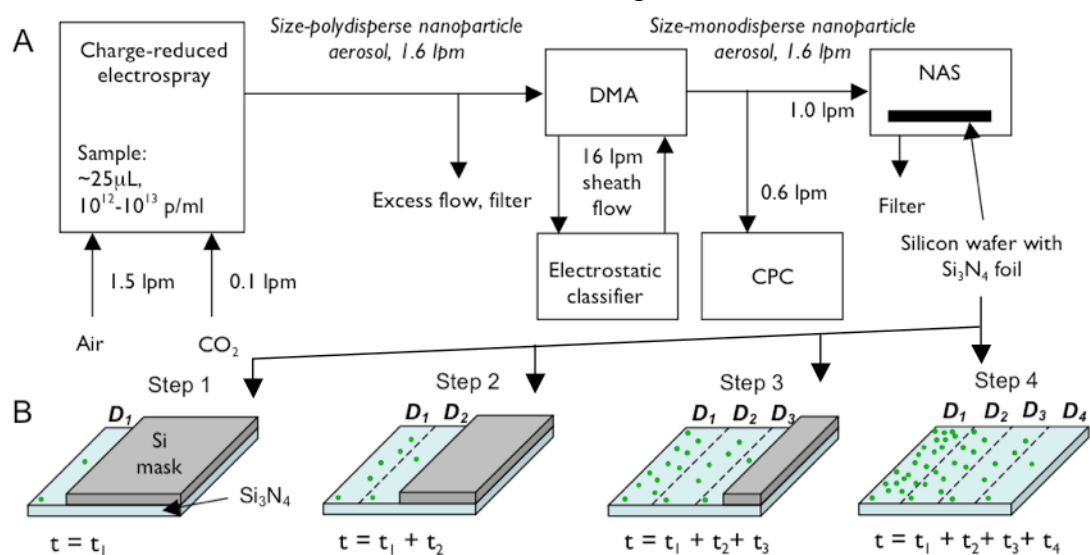 A
Charge-reduced
electrospray
Sample:
~25μL,
10¹²-10¹³ p/ml
Size-polydisperse nanoparticle
aerosol, 1.6 lpm
Size-monodisperse nanoparticle
aerosol, 1.6 lpm
DMA
NAS
1.0 lpm
16 lpm
sheath
flow
Excess flow, filter
0.6 lpm
Filter
Electrostatic
classifier
CPC
Silicon wafer with
Si₃N₄ foil
1.5 lpm
0.1 lpm
Air
CO₂
B
Step 1
Step 2
Step 3
Step 4
D₁
Si
mask
Si₃N₄
D₁ D₂
D₁ D₂ D₃
D₁ D₂ D₃ D₄
t = t₁
t = t₁ + t₂
t = t₁ + t₂+ t₃
t = t₁ + t₂+ t₃ + t₄